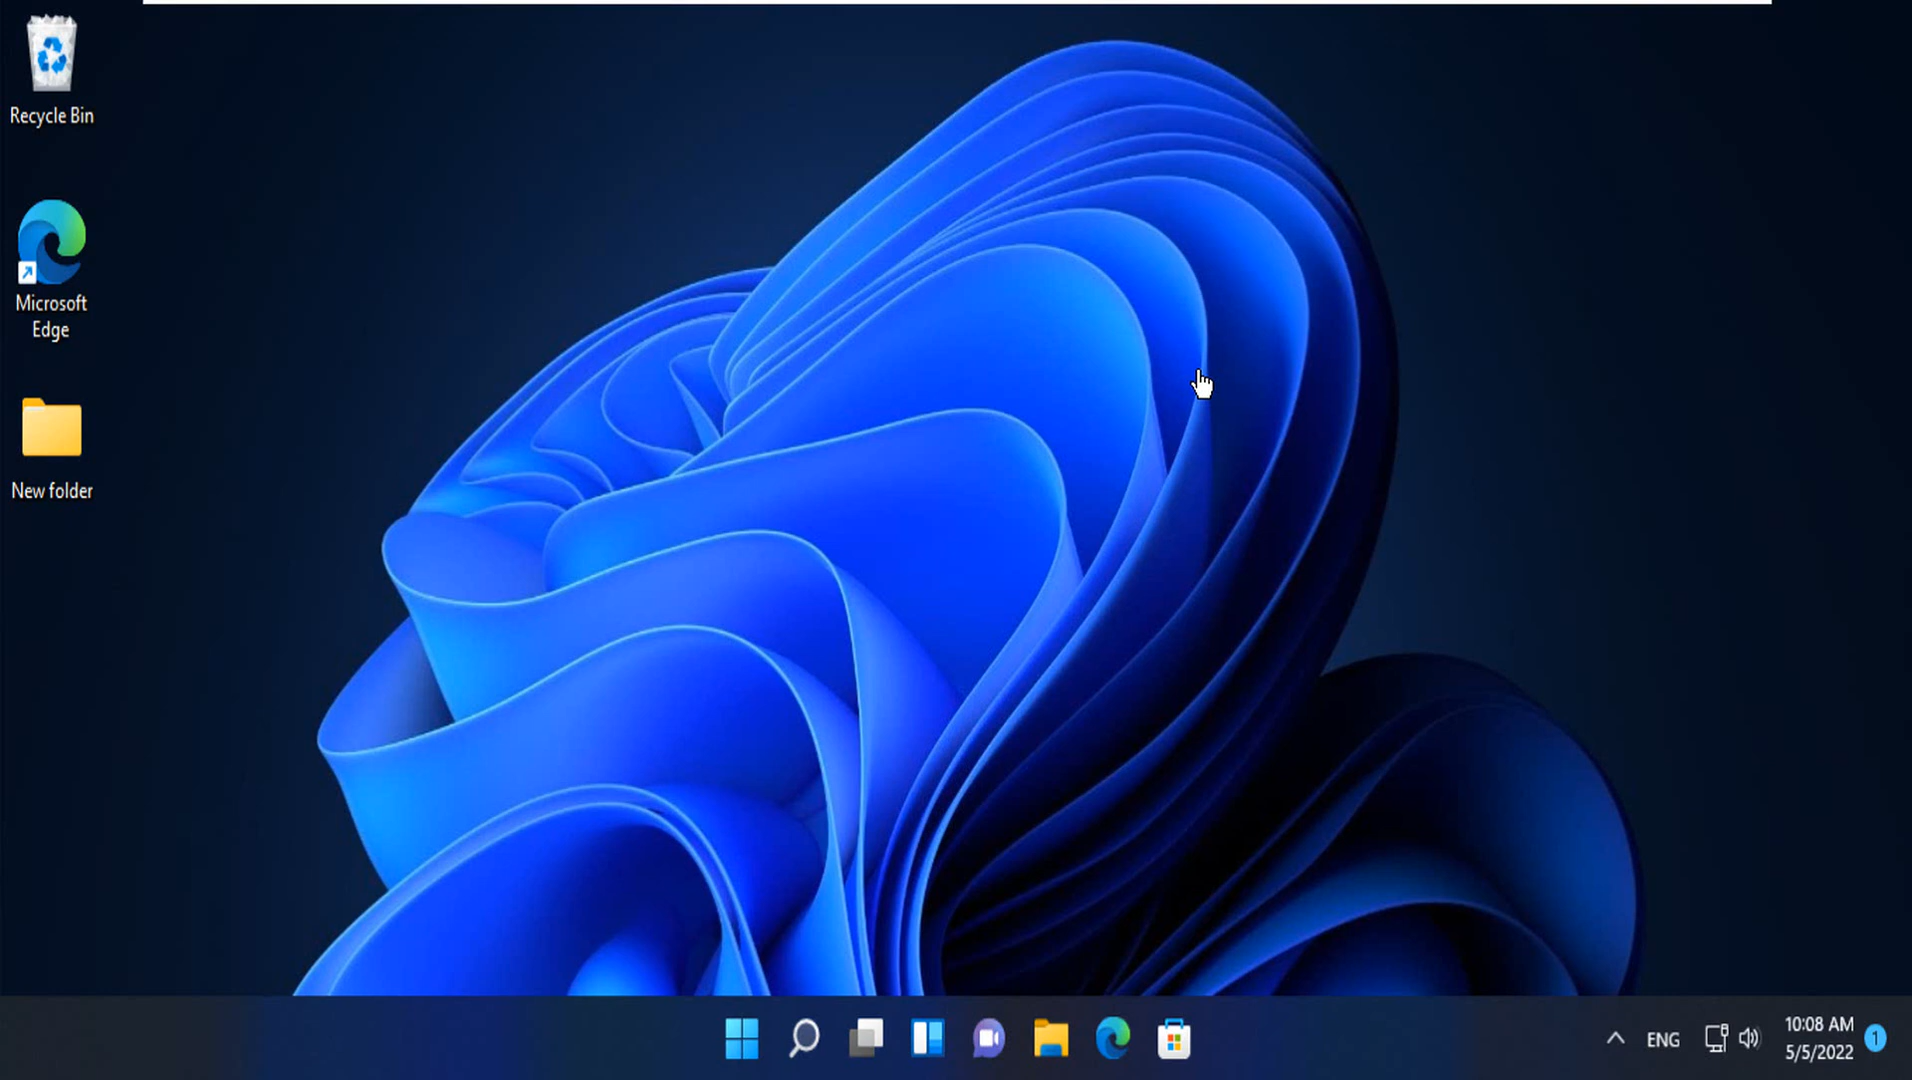 Recycle Bin
Microsoft
Edge
New folder
ENG
10:08 AM
5/5/2022
1